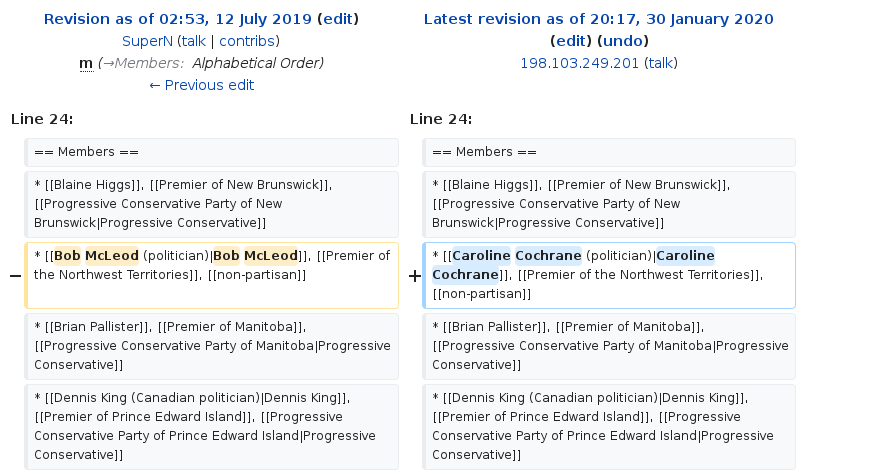 Revision as of 02:53, 12 July 2019 (edit)
SuperN (talk | contribs)
m (→Members: Alphabetical Order)
← Previous edit
Latest revision as of 20:17, 30 January 2020
(edit) (undo)
198.103.249.201 (talk)
Line 24:
Line 24:
== Members ==
== Members ==
* [[Blaine Higgs]], [[Premier of New Brunswick]],
[[Progressive Conservative Party of New
Brunswick|Progressive Conservative]]
* [[Blaine Higgs]], [[Premier of New Brunswick]],
[[Progressive Conservative Party of New
Brunswick|Progressive Conservative]]
− * [[Bob McLeod (politician)|Bob McLeod]], [[Premier of
the Northwest Territories]], [[non-partisan]]
+ * [[Caroline Cochrane (politician)|Caroline
Cochrane]], [[Premier of the Northwest Territories]],
[[non-partisan]]
* [[Brian Pallister]], [[Premier of Manitoba]],
[[Progressive Conservative Party of Manitoba|Progressive
Conservative]]
* [[Brian Pallister]], [[Premier of Manitoba]],
[[Progressive Conservative Party of Manitoba|Progressive
Conservative]]
* [[Dennis King (Canadian politician)|Dennis King]],
[[Premier of Prince Edward Island]], [[Progressive
Conservative Party of Prince Edward Island|Progressive
Conservative]]
* [[Dennis King (Canadian politician)|Dennis King]],
[[Premier of Prince Edward Island]], [[Progressive
Conservative Party of Prince Edward Island|Progressive
Conservative]]